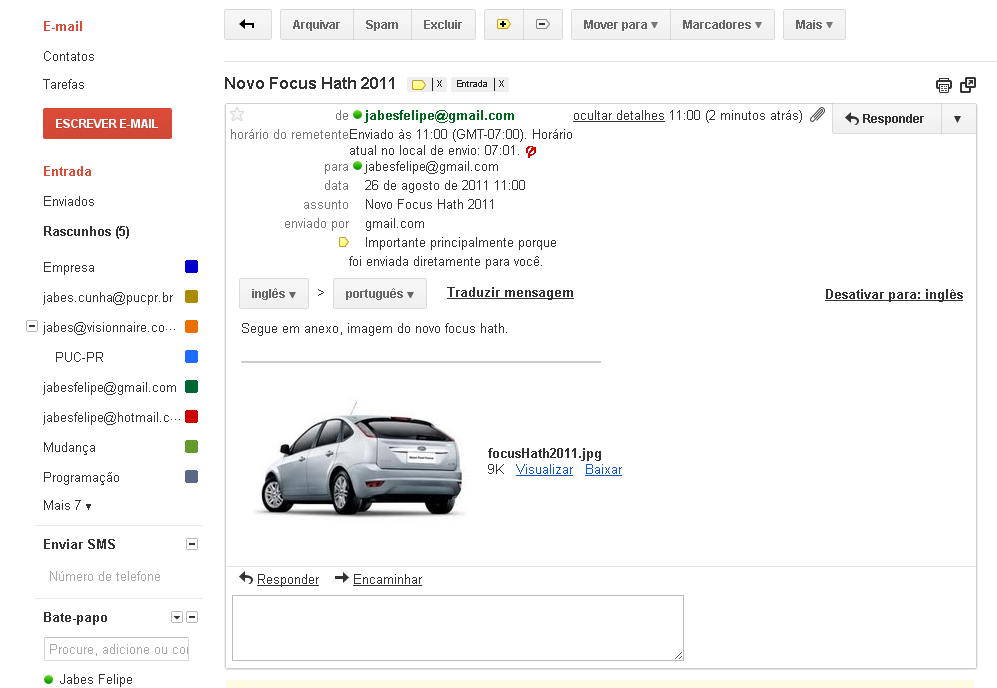 E-mail
Contatos
Tarefas
ESCREVER E-MAIL
Entrada
Enviados
Rascunhos (5)
Empresa
jabes.cunha@pucpr.br
jabes@visionnaire.co...
PUC-PR
jabesfelipe@gmail.com
jabesfelipe@hotmail.c...
Mudança
Programação
Mais 7 ▾
Enviar SMS
Número de telefone
Bate-papo
Procure, adicione ou co
Jabes Felipe
Arquivar Spam Excluir Mover para ▾ Marcadores ▾ Mais ▾
Novo Focus Hath 2011 X Entrada X
de jabesfelipe@gmail.com ocultar detalhes 11:00 (2 minutos atrás) Responder ▾
horário do remetente Enviado às 11:00 (GMT-07:00). Horário
atual no local de envio: 07:01.
para jabesfelipe@gmail.com
data 26 de agosto de 2011 11:00
assunto Novo Focus Hath 2011
enviado por gmail.com
Importante principalmente porque
foi enviada diretamente para você.
inglês ▾ > português ▾ Traduzir mensagem Desativar para: inglês
Segue em anexo, imagem do novo focus hath.
focusHath2011.jpg
9K Visualizar Baixar
Responder Encaminhar